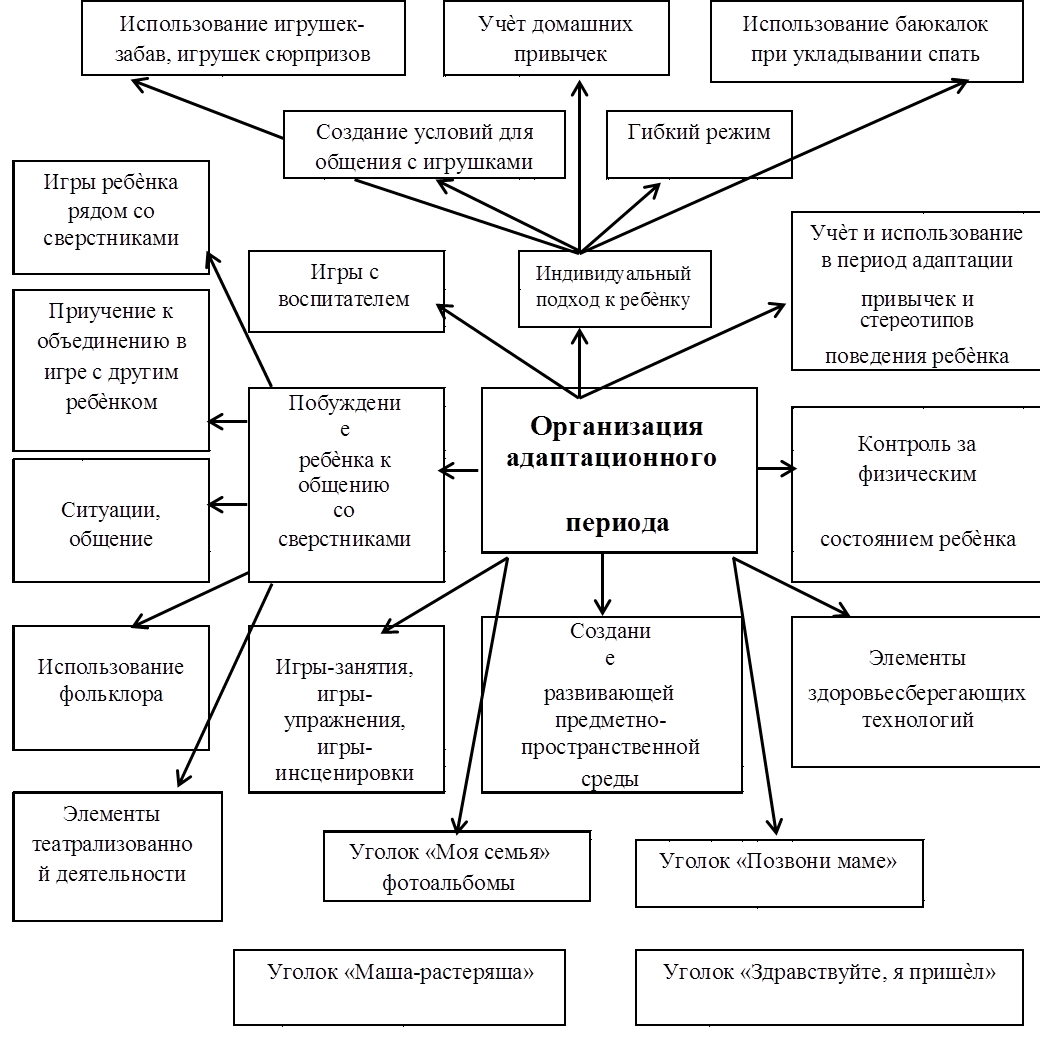 Использование игрушек-
забав, игрушек сюрпризов
Учѐт домашних
привычек
Использование баюкалок
при укладывании спать
Создание условий для
общения с игрушками
Гибкий режим
Игры ребѐнка
рядом со
сверстниками
Игры с
воспитателем
Индивидуальный
подход к ребѐнку
Учѐт и использование
в период адаптации
привычек и
стереотипов
поведения ребѐнка
Приучение к
объединению в
игре с другим
ребѐнком
Побуждени
е
ребѐнка к
общению
со
сверстниками
Организация
адаптационного
периода
Контроль за
физическим
состоянием ребѐнка
Ситуации,
общение
Использование
фольклора
Игры-занятия,
игры-
упражнения,
игры-
инсценировки
Создани
е
развивающей
предметно-
пространственной
среды
Элементы
здоровьесберегающих
технологий
Элементы
театрализованно
й деятельности
Уголок «Моя семья»
фотоальбомы
Уголок «Позвони маме»
Уголок «Маша-растеряша»
Уголок «Здравствуйте, я пришѐл»